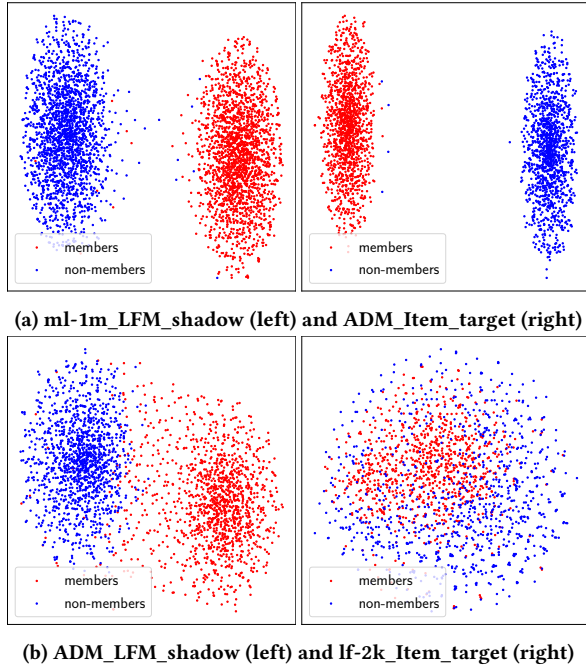 members
non-members
members
non-members
(a) ml-1m_LFM_shadow (left) and ADM_Item_target (right)
members
non-members
members
non-members
(b) ADM_LFM_shadow (left) and lf-2k_Item_target (right)